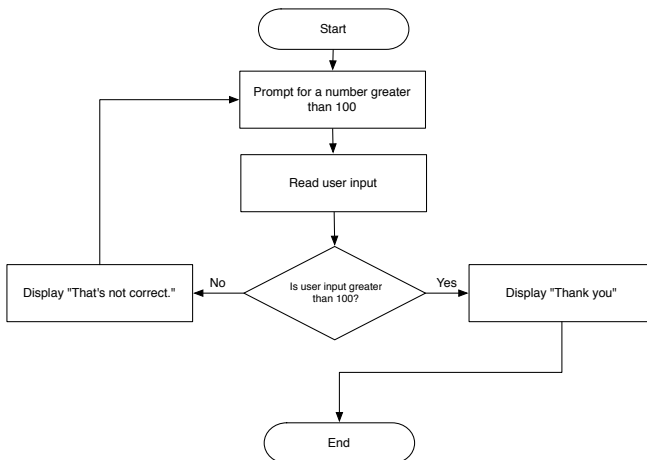 Start
Prompt for a number greater
than 100
Read user input
Is user input greater
than 100?
No
Yes
Display "That's not correct."
Display "Thank you"
End